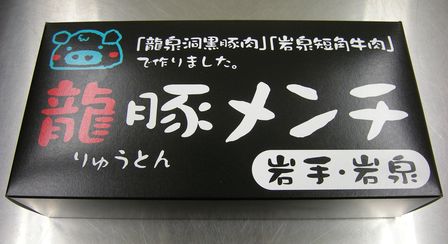 「龍泉洞黒豚肉」「岩泉短角牛肉」
で作りました。
龍豚メンチ
りゅうとん
岩手・岩泉